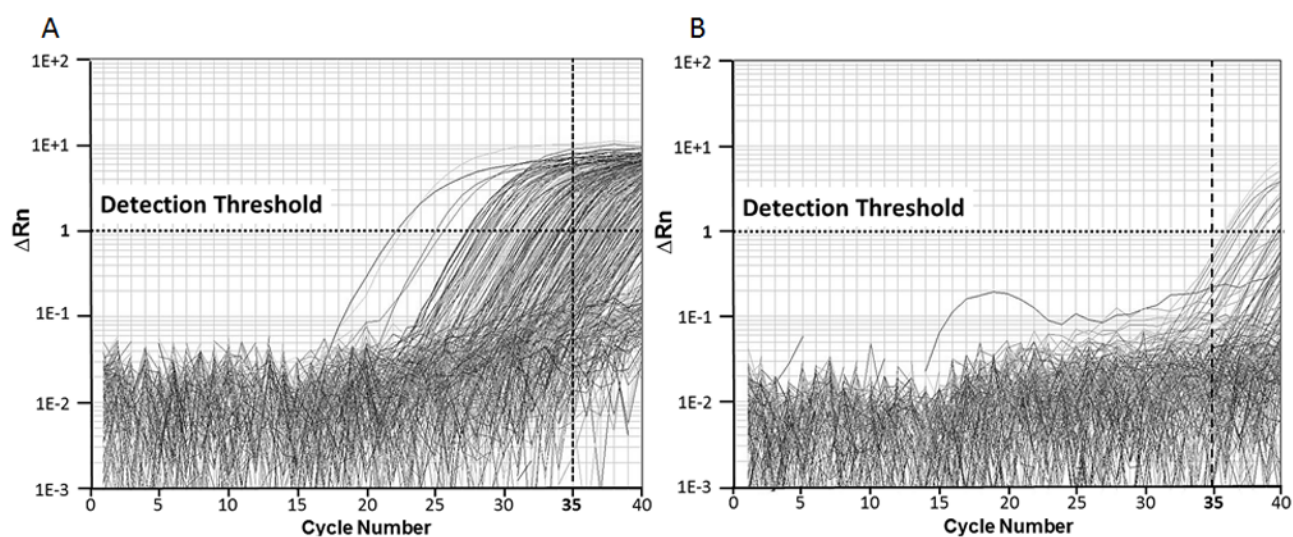 A
1E+2
1E+1
Detection Threshold
1
1E-1
1E-2
1E-3
ΔRn
0 5 10 15 20 25 30 35 40
Cycle Number
B
1E+2
1E+1
Detection Threshold
1
1E-1
1E-2
1E-3
ΔRn
0 5 10 15 20 25 30 35 40
Cycle Number